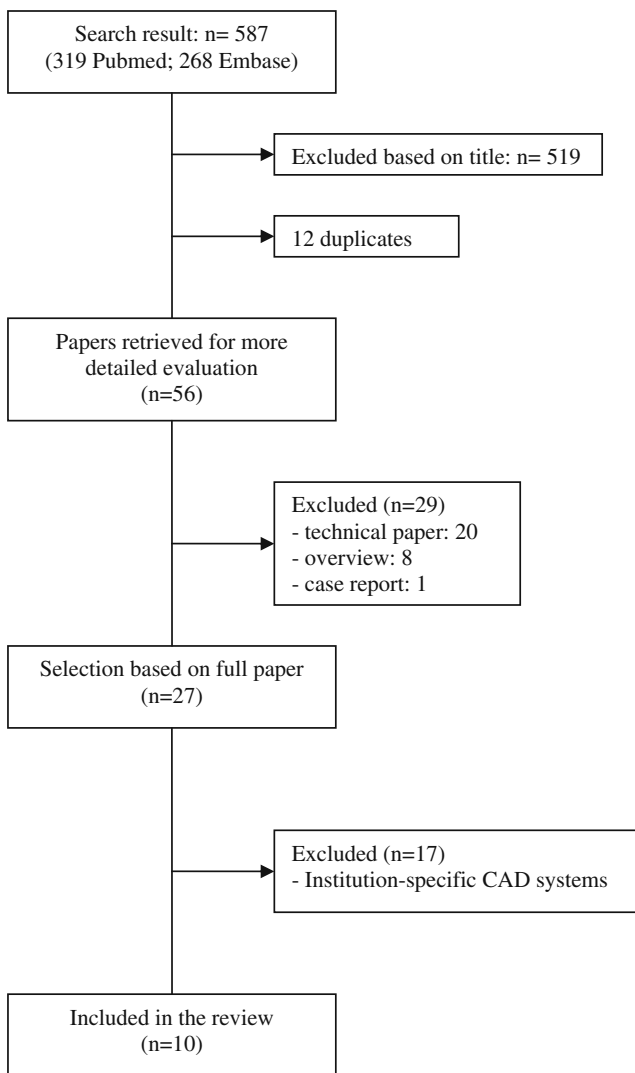 Search result: n= 587
(319 Pubmed; 268 Embase)
Excluded based on title: n= 519
12 duplicates
Papers retrieved for more
detailed evaluation
(n=56)
Excluded (n=29)
- technical paper: 20
- overview: 8
- case report: 1
Selection based on full paper
(n=27)
Excluded (n=17)
- Institution-specific CAD systems
Included in the review
(n=10)